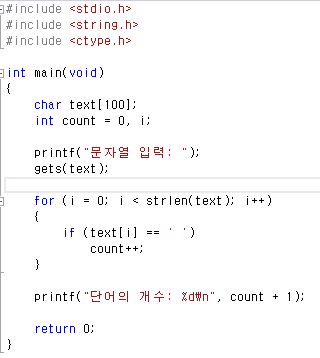 #include <stdio.h>
#include <string.h>
#include <ctype.h>
int main(void)
{
char text[100];
int count = 0, i;
printf("문자열 입력: ");
gets(text);
for (i = 0; i < strlen(text); i++)
{
if (text[i] == ' ')
count++;
}
printf("단어의 개수: %d₩n", count + 1);
return 0;
}